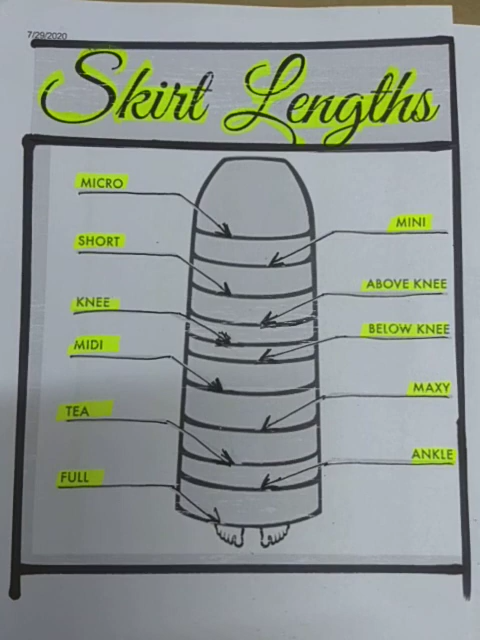 7/29/2020
Skirt Lengths
MICRO
MINI
SHORT
ABOVE KNEE
KNEE
BELOW KNEE
MIDI
MAXY
TEA
ANKLE
FULL